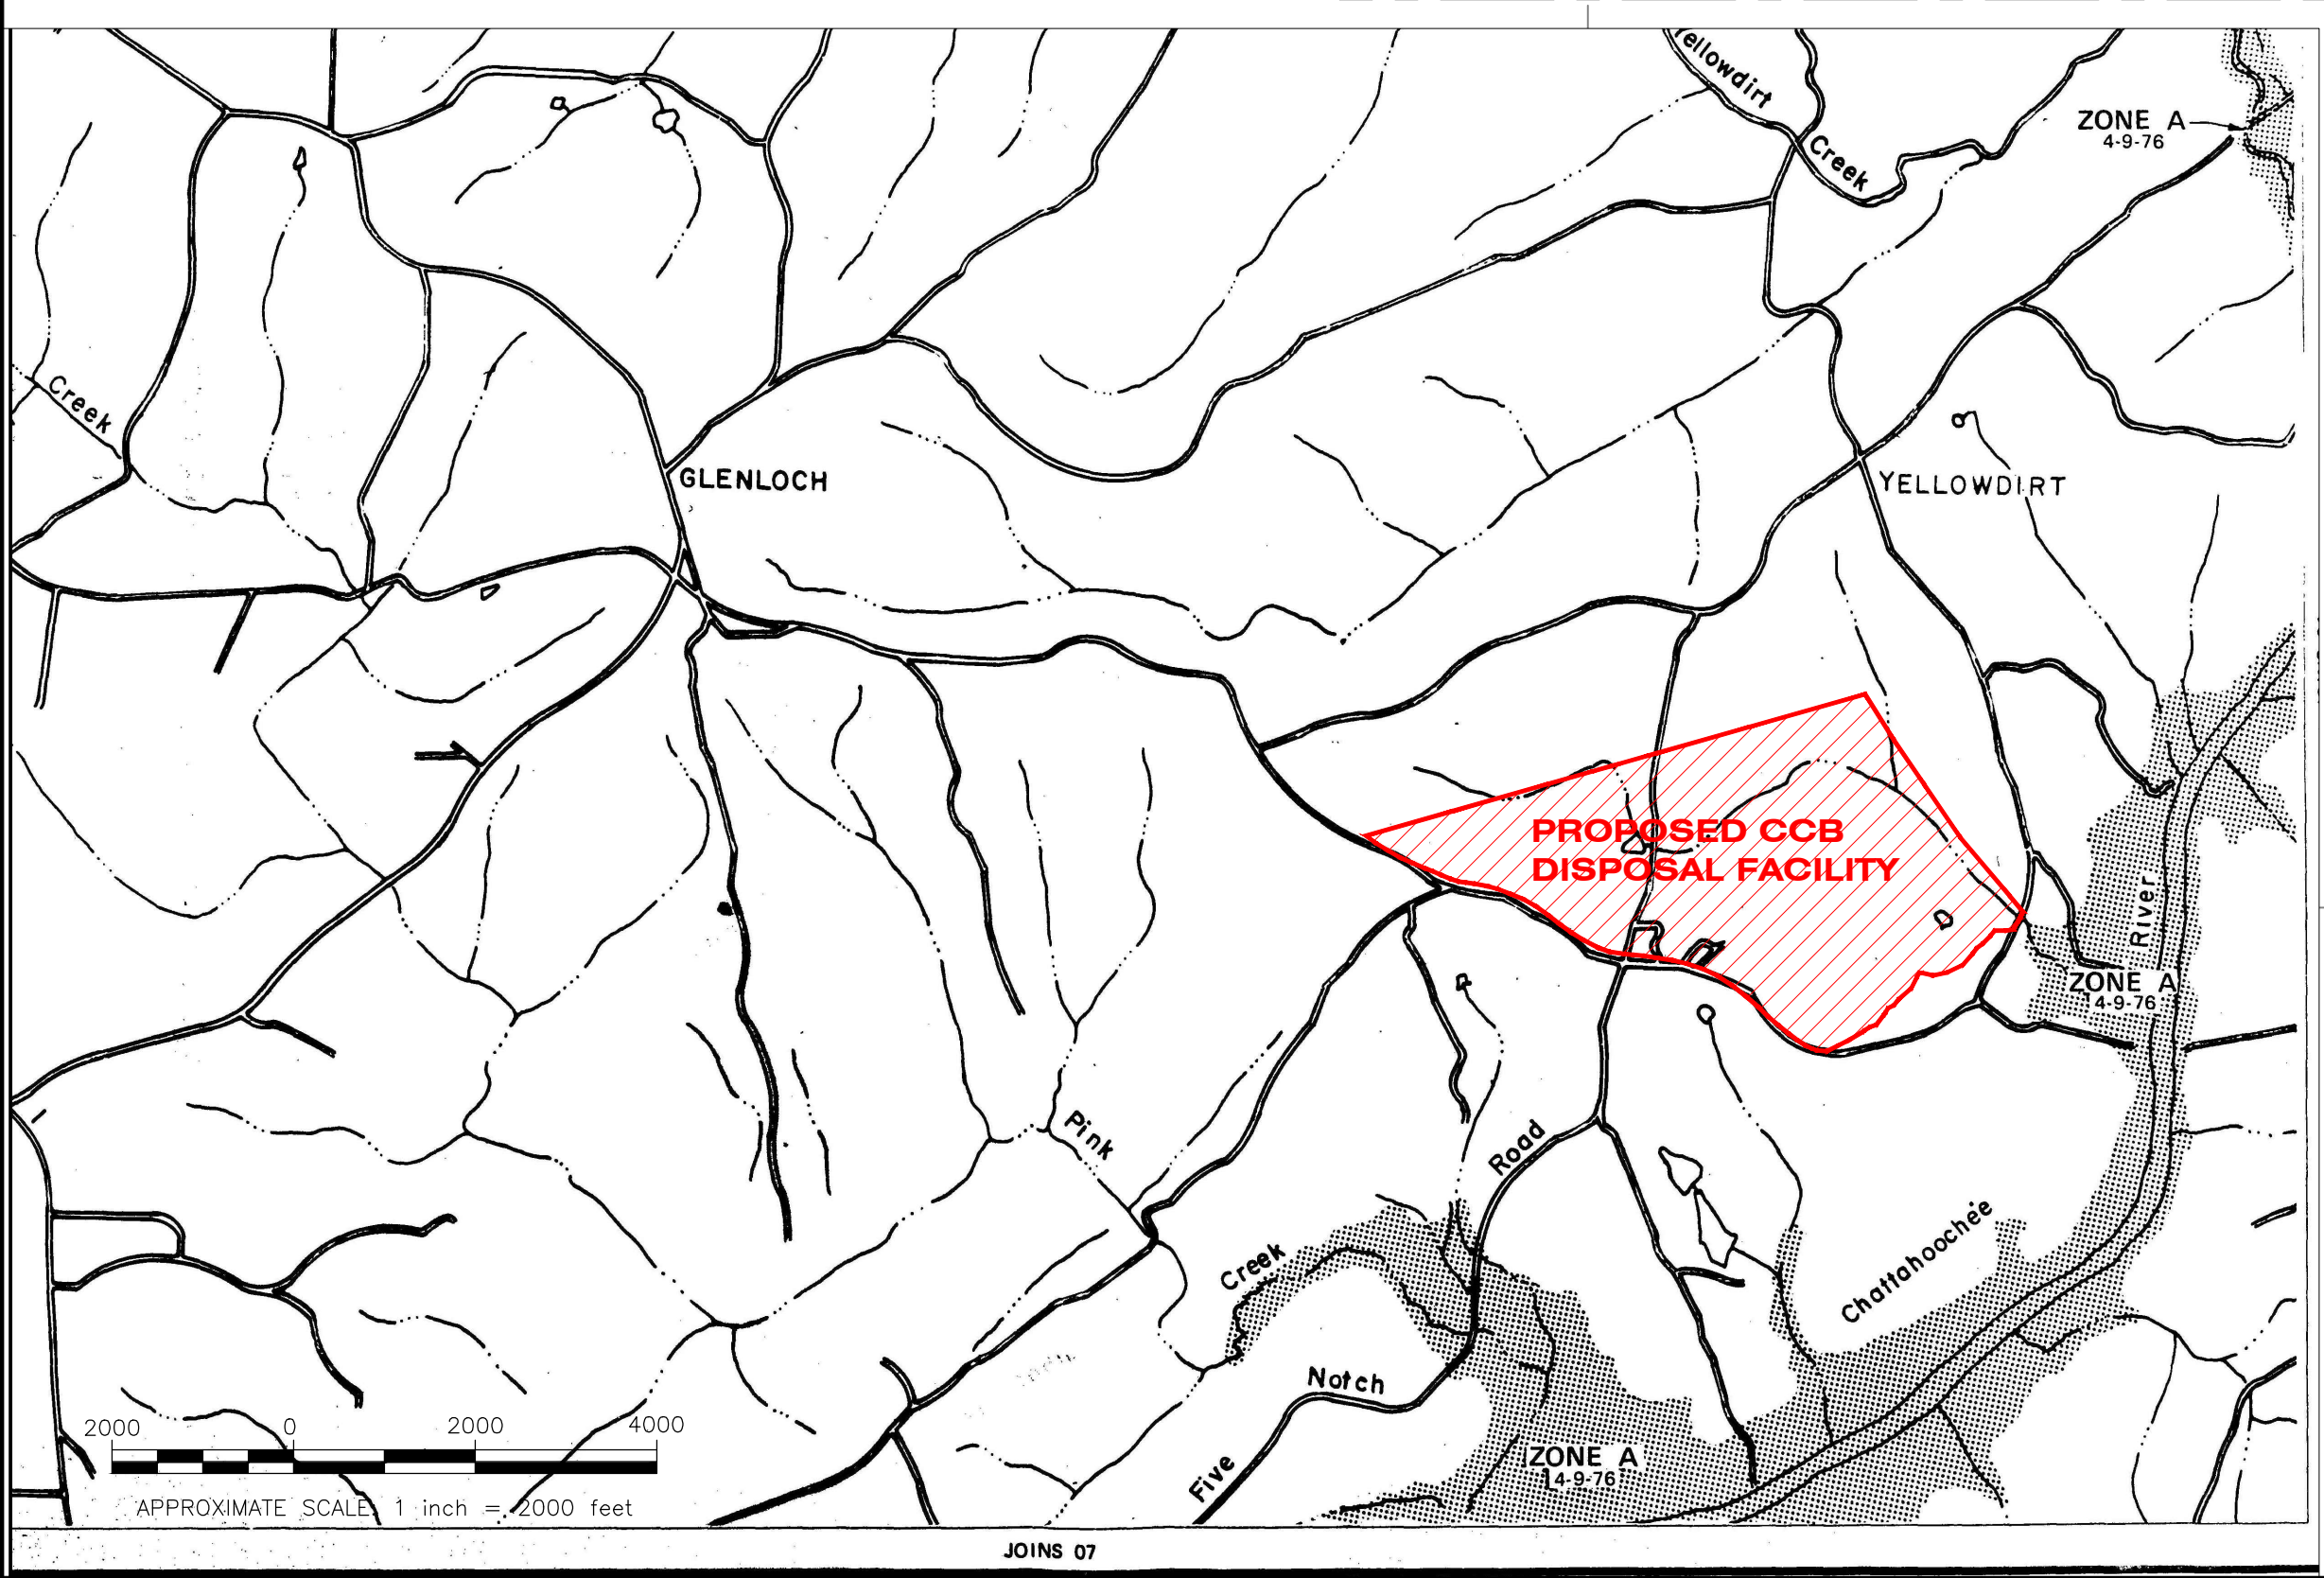 Yellowdirt
Creek
ZONE A
4-9-76
Creek
GLENLOCH
YELLOWDIRT
PROPOSED CCB
DISPOSAL FACILITY
River
ZONE A
4-9-76
Pink
Road
Creek
Chattahoochee
Notch
Five
ZONE A
4-9-76
2000 0 2000 4000
APPROXIMATE SCALE: 1 inch = 2000 feet
JOINS 07